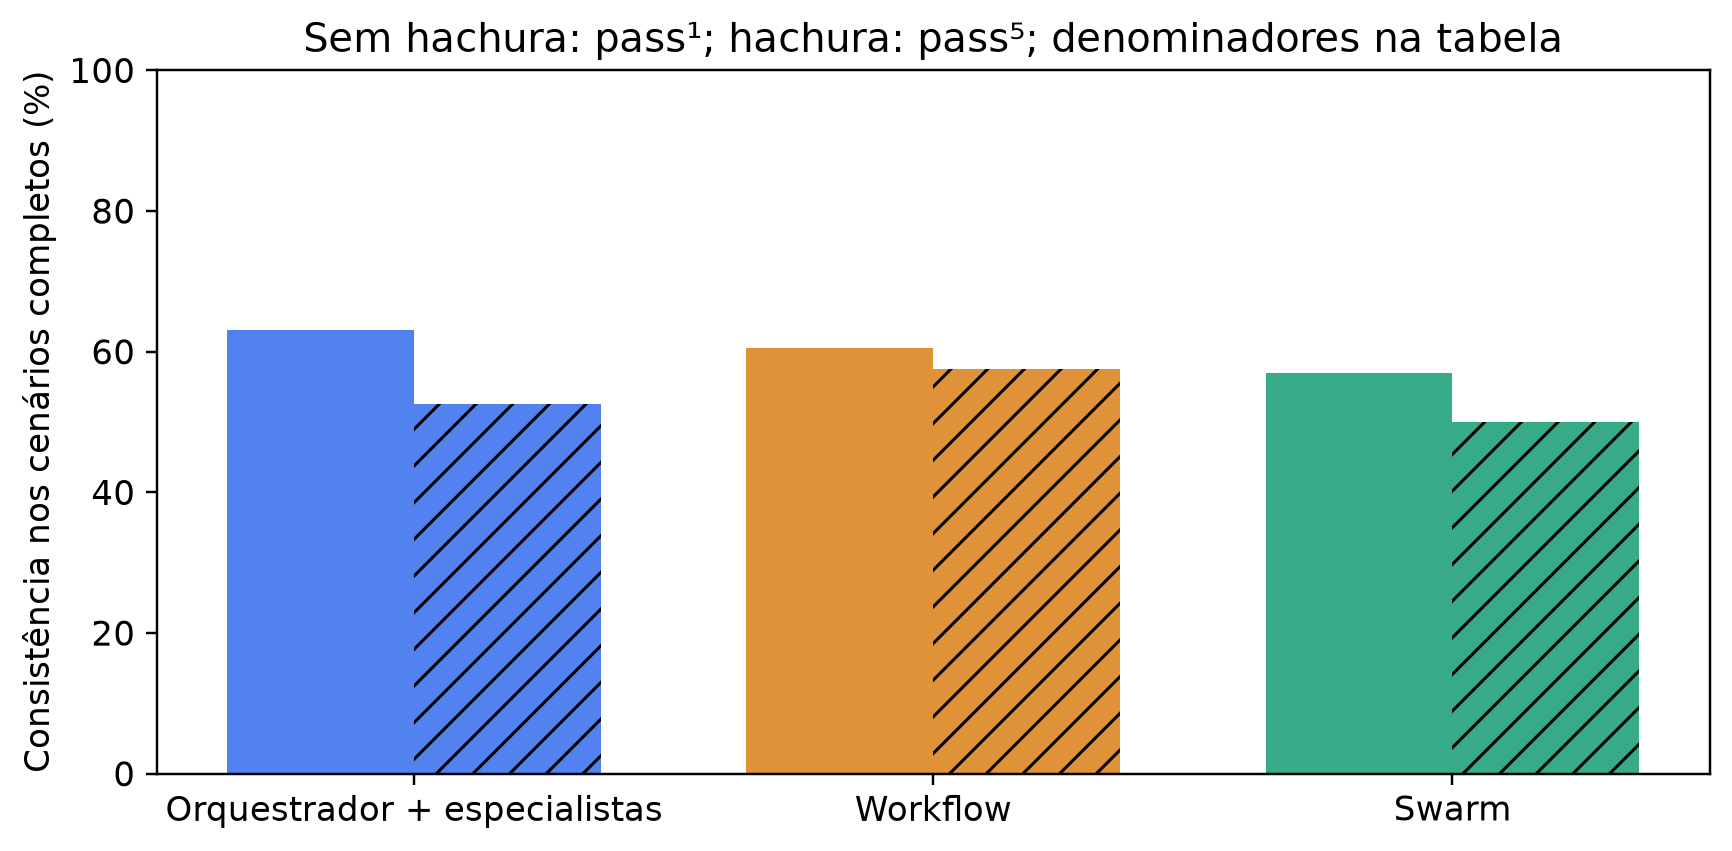 Sem hachura: pass¹; hachura: pass⁵; denominadores na tabela
Consistência nos cenários completos (%)
100
80
60
40
20
0
Orquestrador + especialistas
Workflow
Swarm